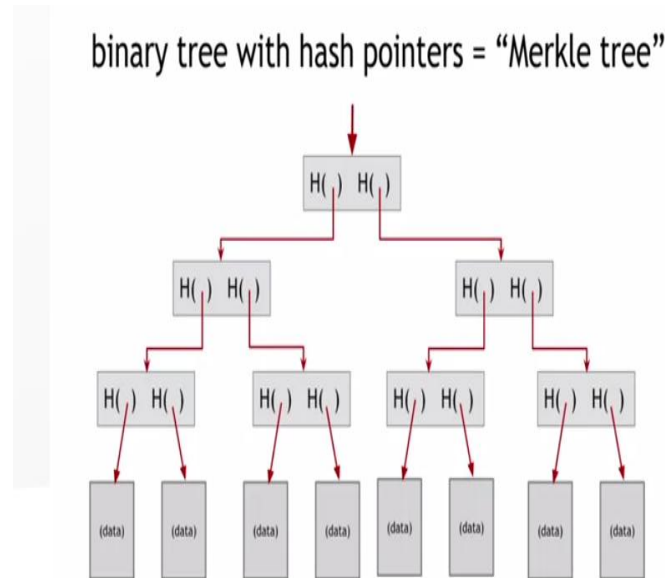 binary tree with hash pointers = “Merkle tree”
H( ) H( )
H( ) H( )
H( ) H( )
H( ) H( )
H( ) H( )
H( ) H( )
H( ) H( )
(data)
(data)
(data)
(data)
(data)
(data)
(data)
(data)